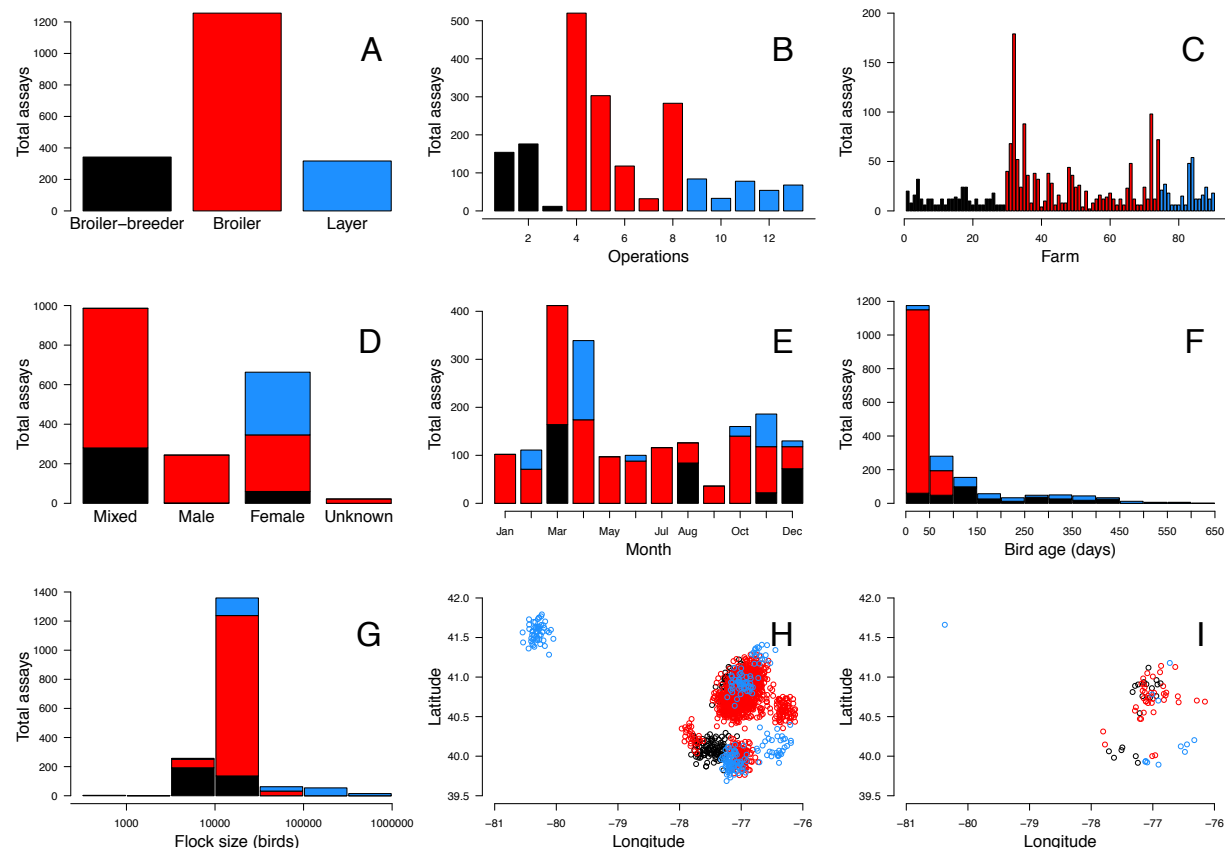 A
Total assays
1200
1000
800
600
400
200
0
Broiler−breeder Broiler Layer
B
Total assays
500
400
300
200
100
0
2 4 6 8 10 12
Operations
C
Total assays
200
150
100
50
0
0 20 40 60 80
Farm
D
Total assays
1000
800
600
400
200
0
Mixed Male Female Unknown
E
Total assays
400
300
200
100
0
Jan Mar May Jul Aug Oct Dec
Month
F
Total assays
1200
1000
800
600
400
200
0
0 50 150 250 350 450 550 650
Bird age (days)
G
Total assays
1400
1200
1000
800
600
400
200
0
1000 10000 100000 1000000
Flock size (birds)
H
Latitude
42.0
41.5
41.0
40.5
40.0
39.5
−81 −80 −79 −78 −77 −76
Longitude
I
Latitude
42.0
41.5
41.0
40.5
40.0
39.5
−81 −80 −79 −78 −77 −76
Longitude